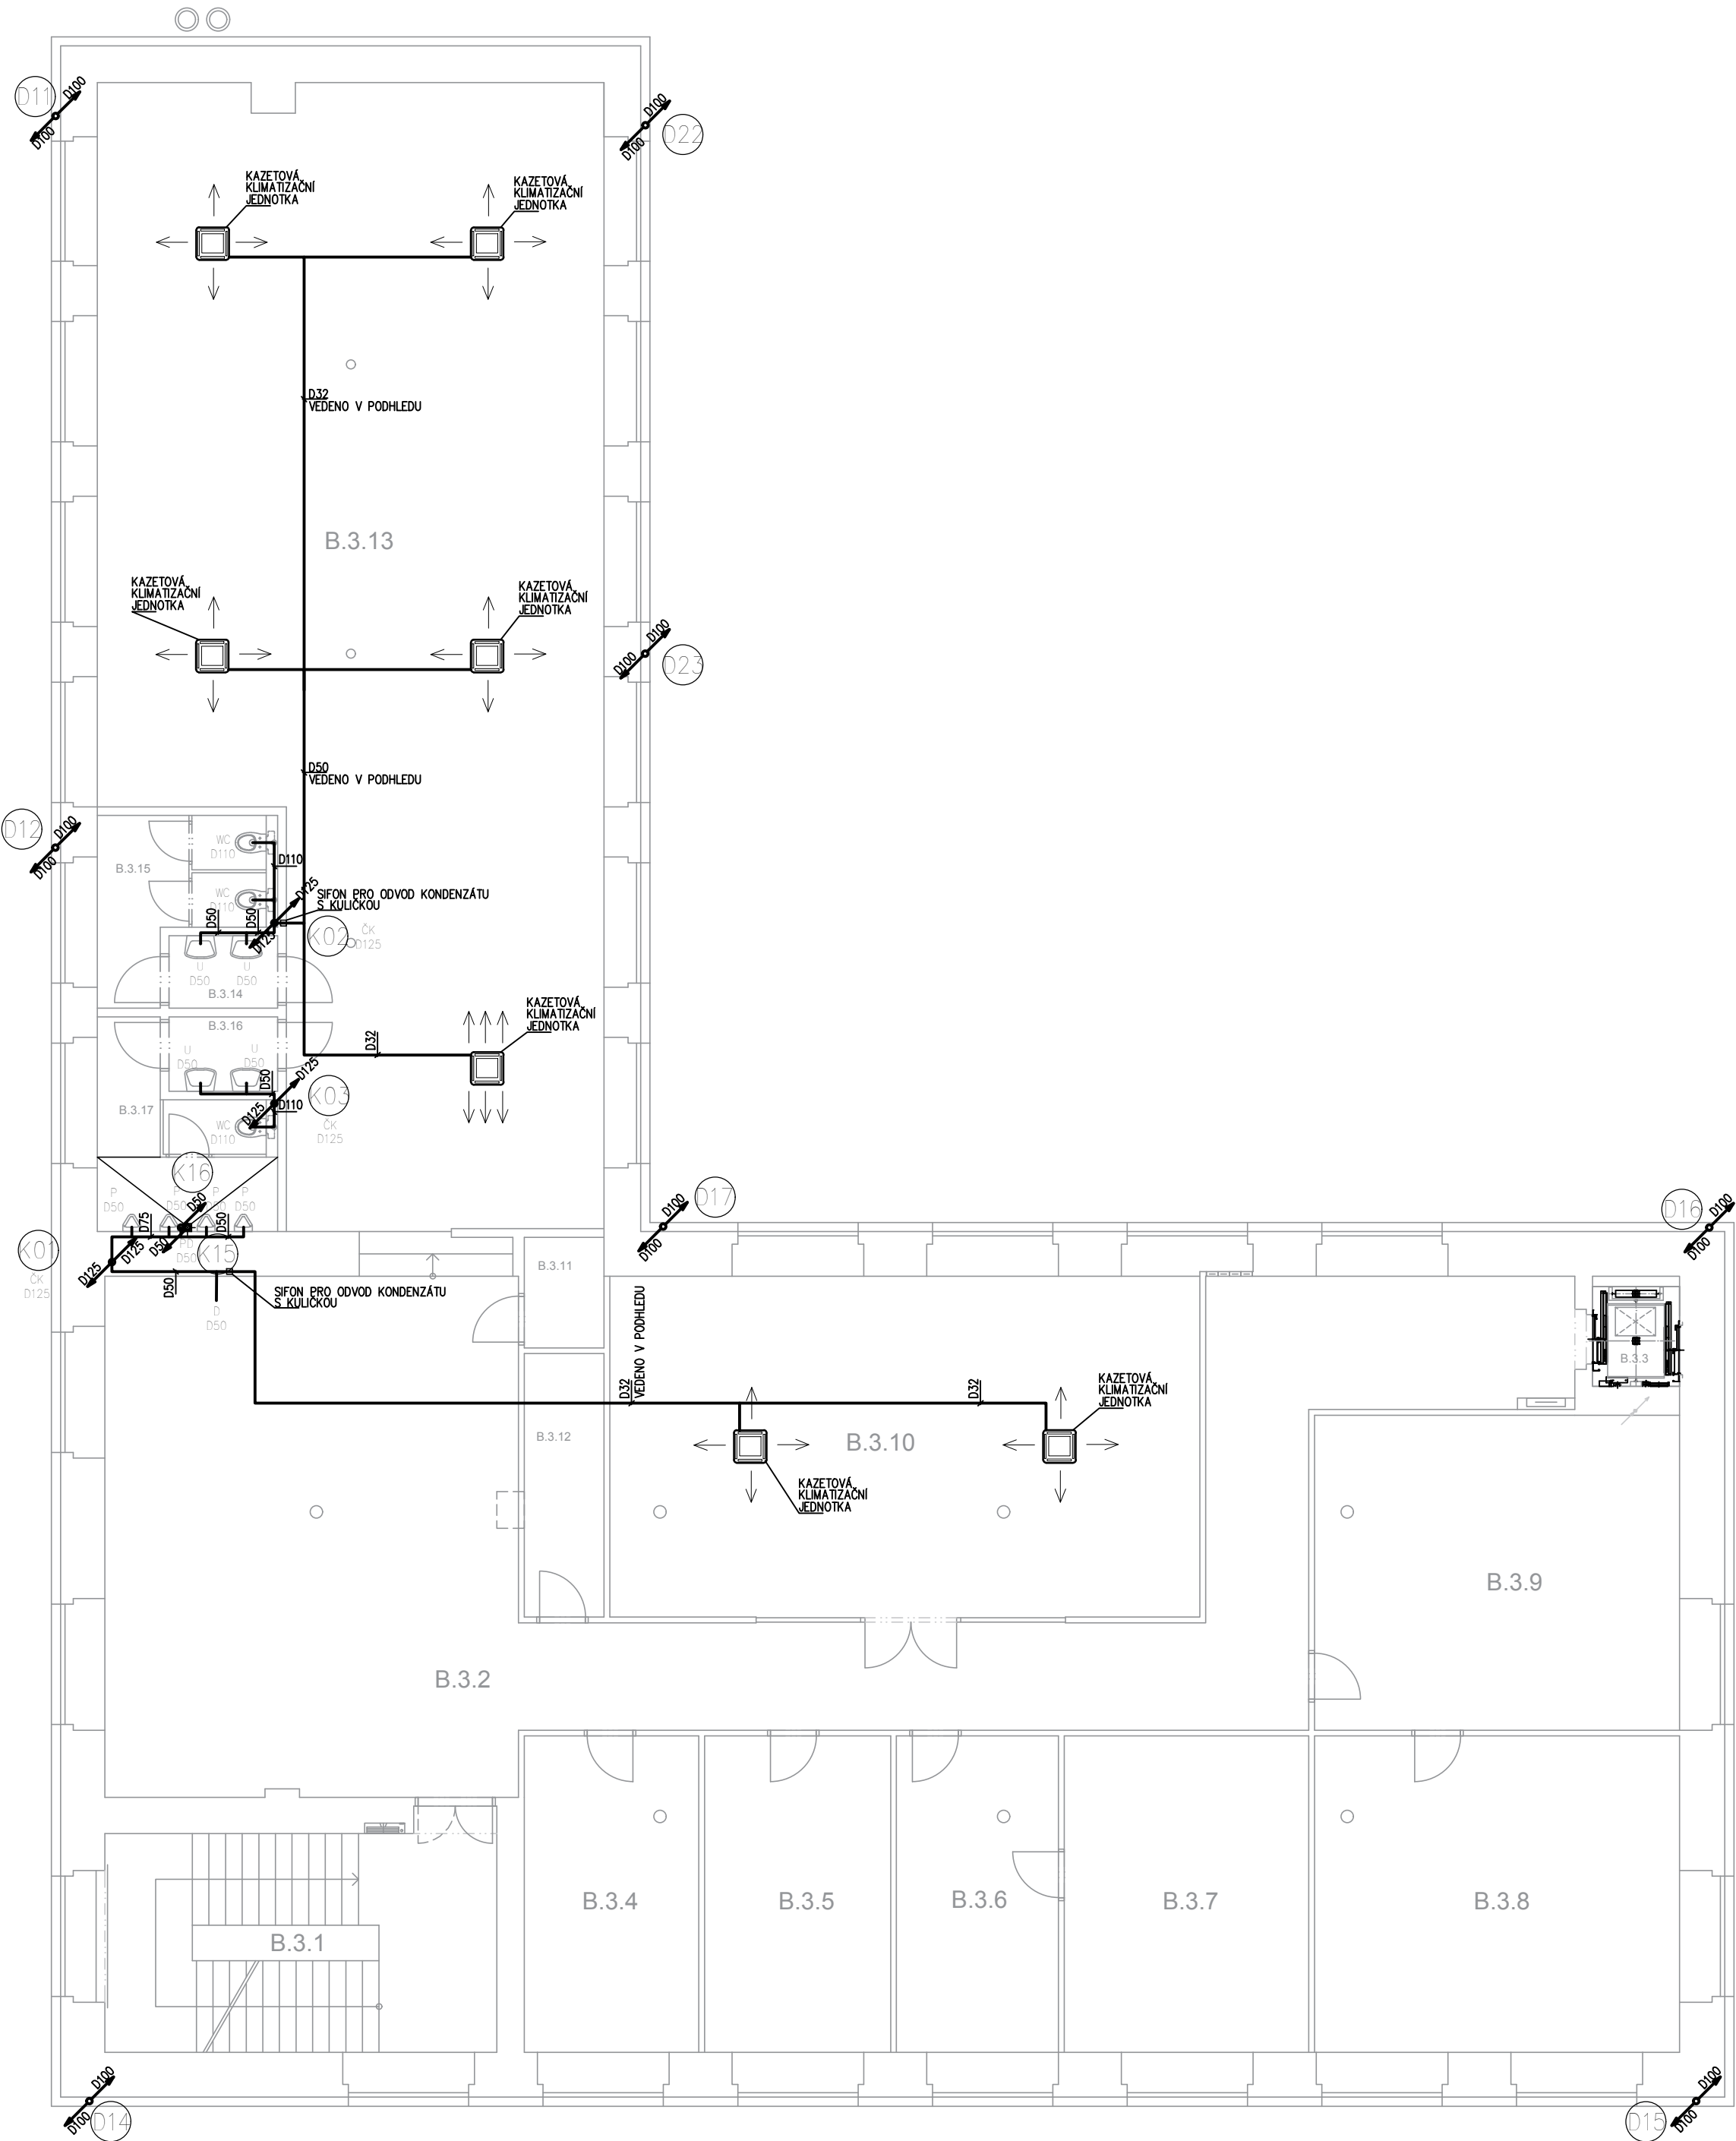 D11
D100
D100
D100
D100
D22
KAZETOVÁ
KLIMATIZAČNÍ
JEDNOTKA
KAZETOVÁ
KLIMATIZAČNÍ
JEDNOTKA
D32
VEDENO V PODHLEDU
B.3.13
KAZETOVÁ
KLIMATIZAČNÍ
JEDNOTKA
KAZETOVÁ
KLIMATIZAČNÍ
JEDNOTKA
D100
D100
D23
D50
VEDENO V PODHLEDU
D12
D100
D100
WC
D110
B.3.15
D110
WC
D110
D125
SIFON PRO ODVOD KONDENZÁTU
S KULIČKOU
D50
D50
D125
K02
ČK
D125
U
D50
U
D50
B.3.14
B.3.16
KAZETOVÁ
KLIMATIZAČNÍ
JEDNOTKA
D32
U
D50
U
D50
D50
D125
K03
ČK
D125
B.3.17
D125
D110
WC
D110
K16
P
D50
P
D50
P
D50
P
D50
D50
D75
D50
D50
PD
D50
K15
K01
ČK
D125
D125
D125
D50
D
D50
SIFON PRO ODVOD KONDENZÁTU
S KULIČKOU
D100
D100
D17
D16
D100
D100
B.3.11
B.3.3
D32
VEDENO V PODHLEDU
D32
KAZETOVÁ
KLIMATIZAČNÍ
JEDNOTKA
B.3.12
B.3.10
KAZETOVÁ
KLIMATIZAČNÍ
JEDNOTKA
B.3.9
B.3.2
B.3.4
B.3.5
B.3.6
B.3.7
B.3.8
B.3.1
D100
D100
D14
D100
D100
D15